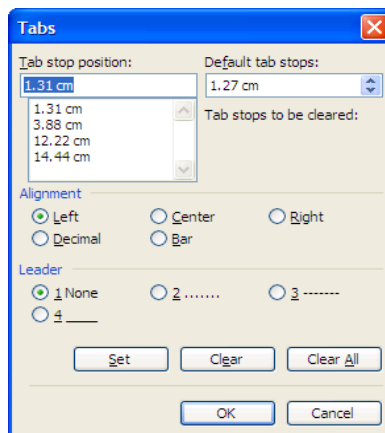 Tabs
Tab stop position:
Default tab stops:
1.31 cm
1.27 cm
1.31 cm
3.88 cm
12.22 cm
14.44 cm
Tab stops to be cleared:
Alignment
Left
Center
Right
Decimal
Bar
Leader
1 None
2 .......
3 -------
4 ____
Set
Clear
Clear All
OK
Cancel